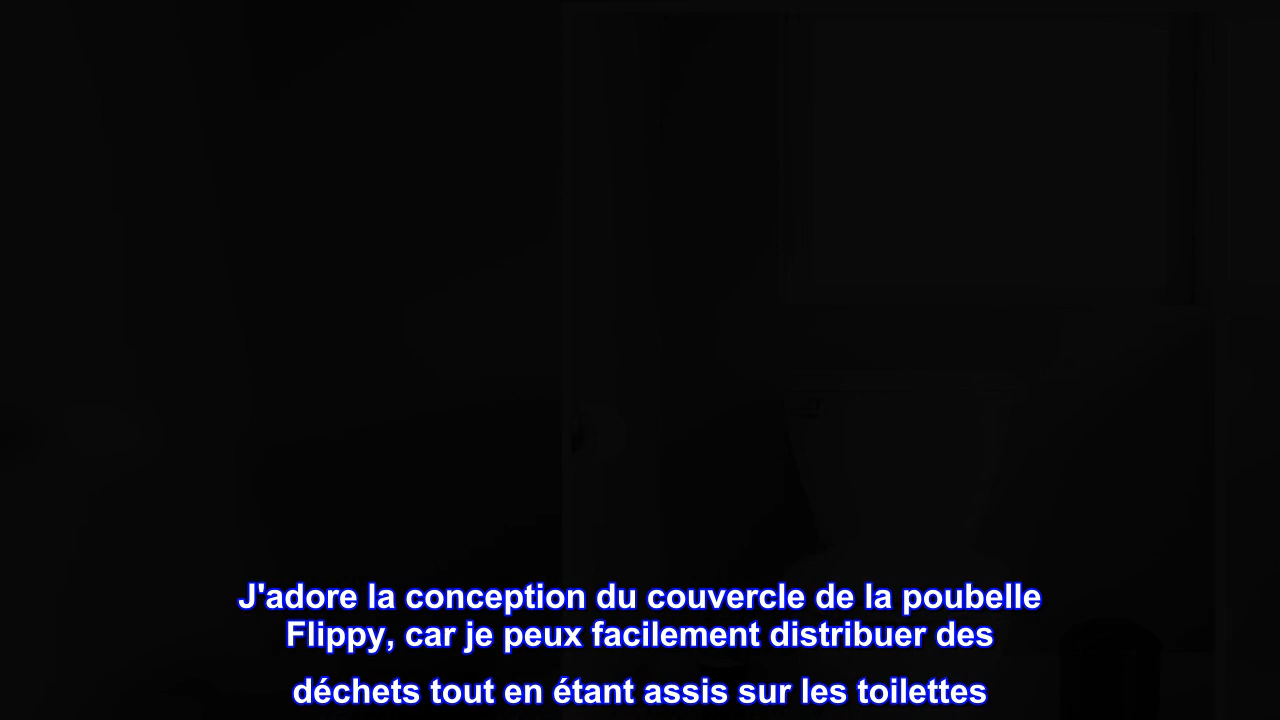 J'adore la conception du couvercle de la poubelle
Flippy, car je peux facilement distribuer des
déchets tout en étant assis sur les toilettes